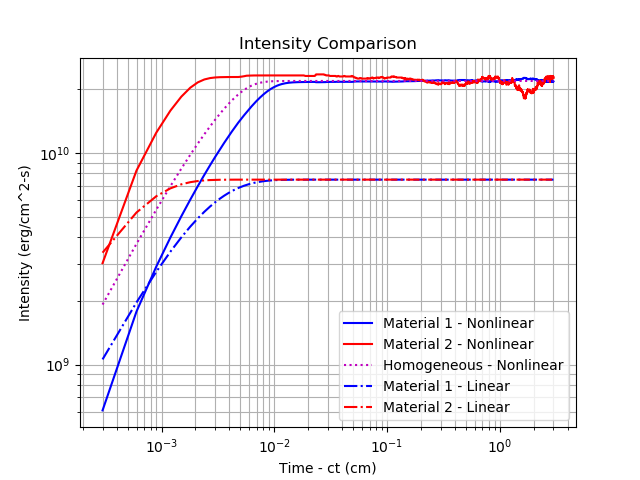 Intensity Comparison
Intensity (erg/cm^2-s)
10^10
10^9
Material 1 - Nonlinear
Material 2 - Nonlinear
Homogeneous - Nonlinear
Material 1 - Linear
Material 2 - Linear
10^−3 10^−2 10^−1 10^0
Time - ct (cm)